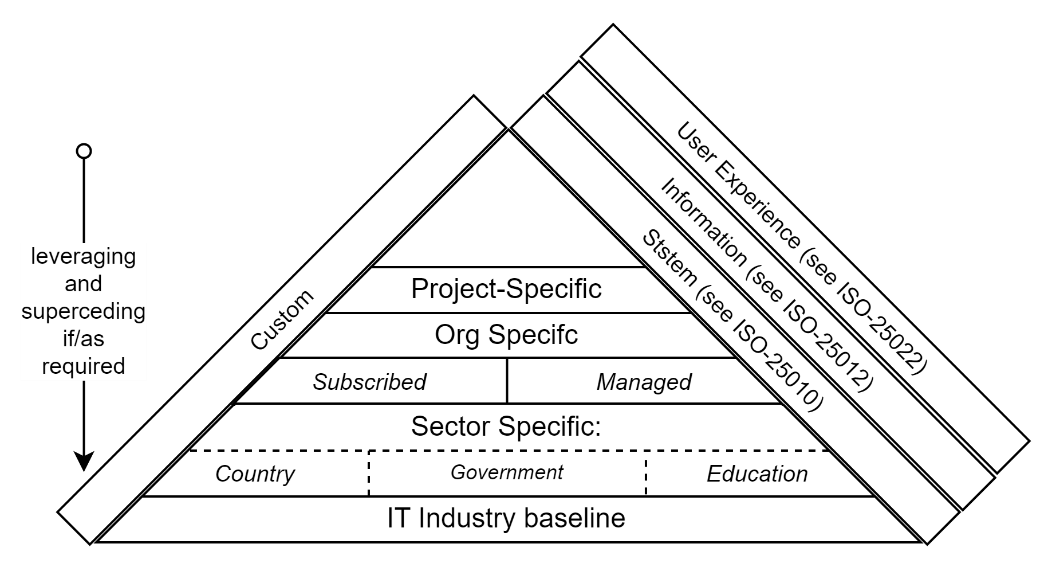 leveraging
and
superceding
if/as
required
Custom
Project-Specific
Org Specifc
Subscribed
Managed
Sector Specific:
Country
Government
Education
IT Industry baseline
Ststem (see ISO-25010)
Information (see ISO-25012)
User Experience (see ISO-25022)